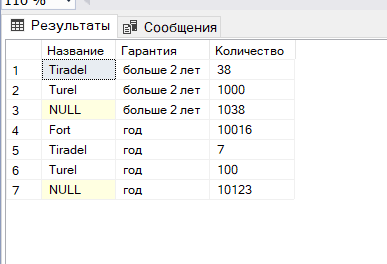 110 %
Результаты Сообщения
Название Гарантия Количество
1 Tiradel больше 2 лет 38
2 Turel больше 2 лет 1000
3 NULL больше 2 лет 1038
4 Fort год 10016
5 Tiradel год 7
6 Turel год 100
7 NULL год 10123